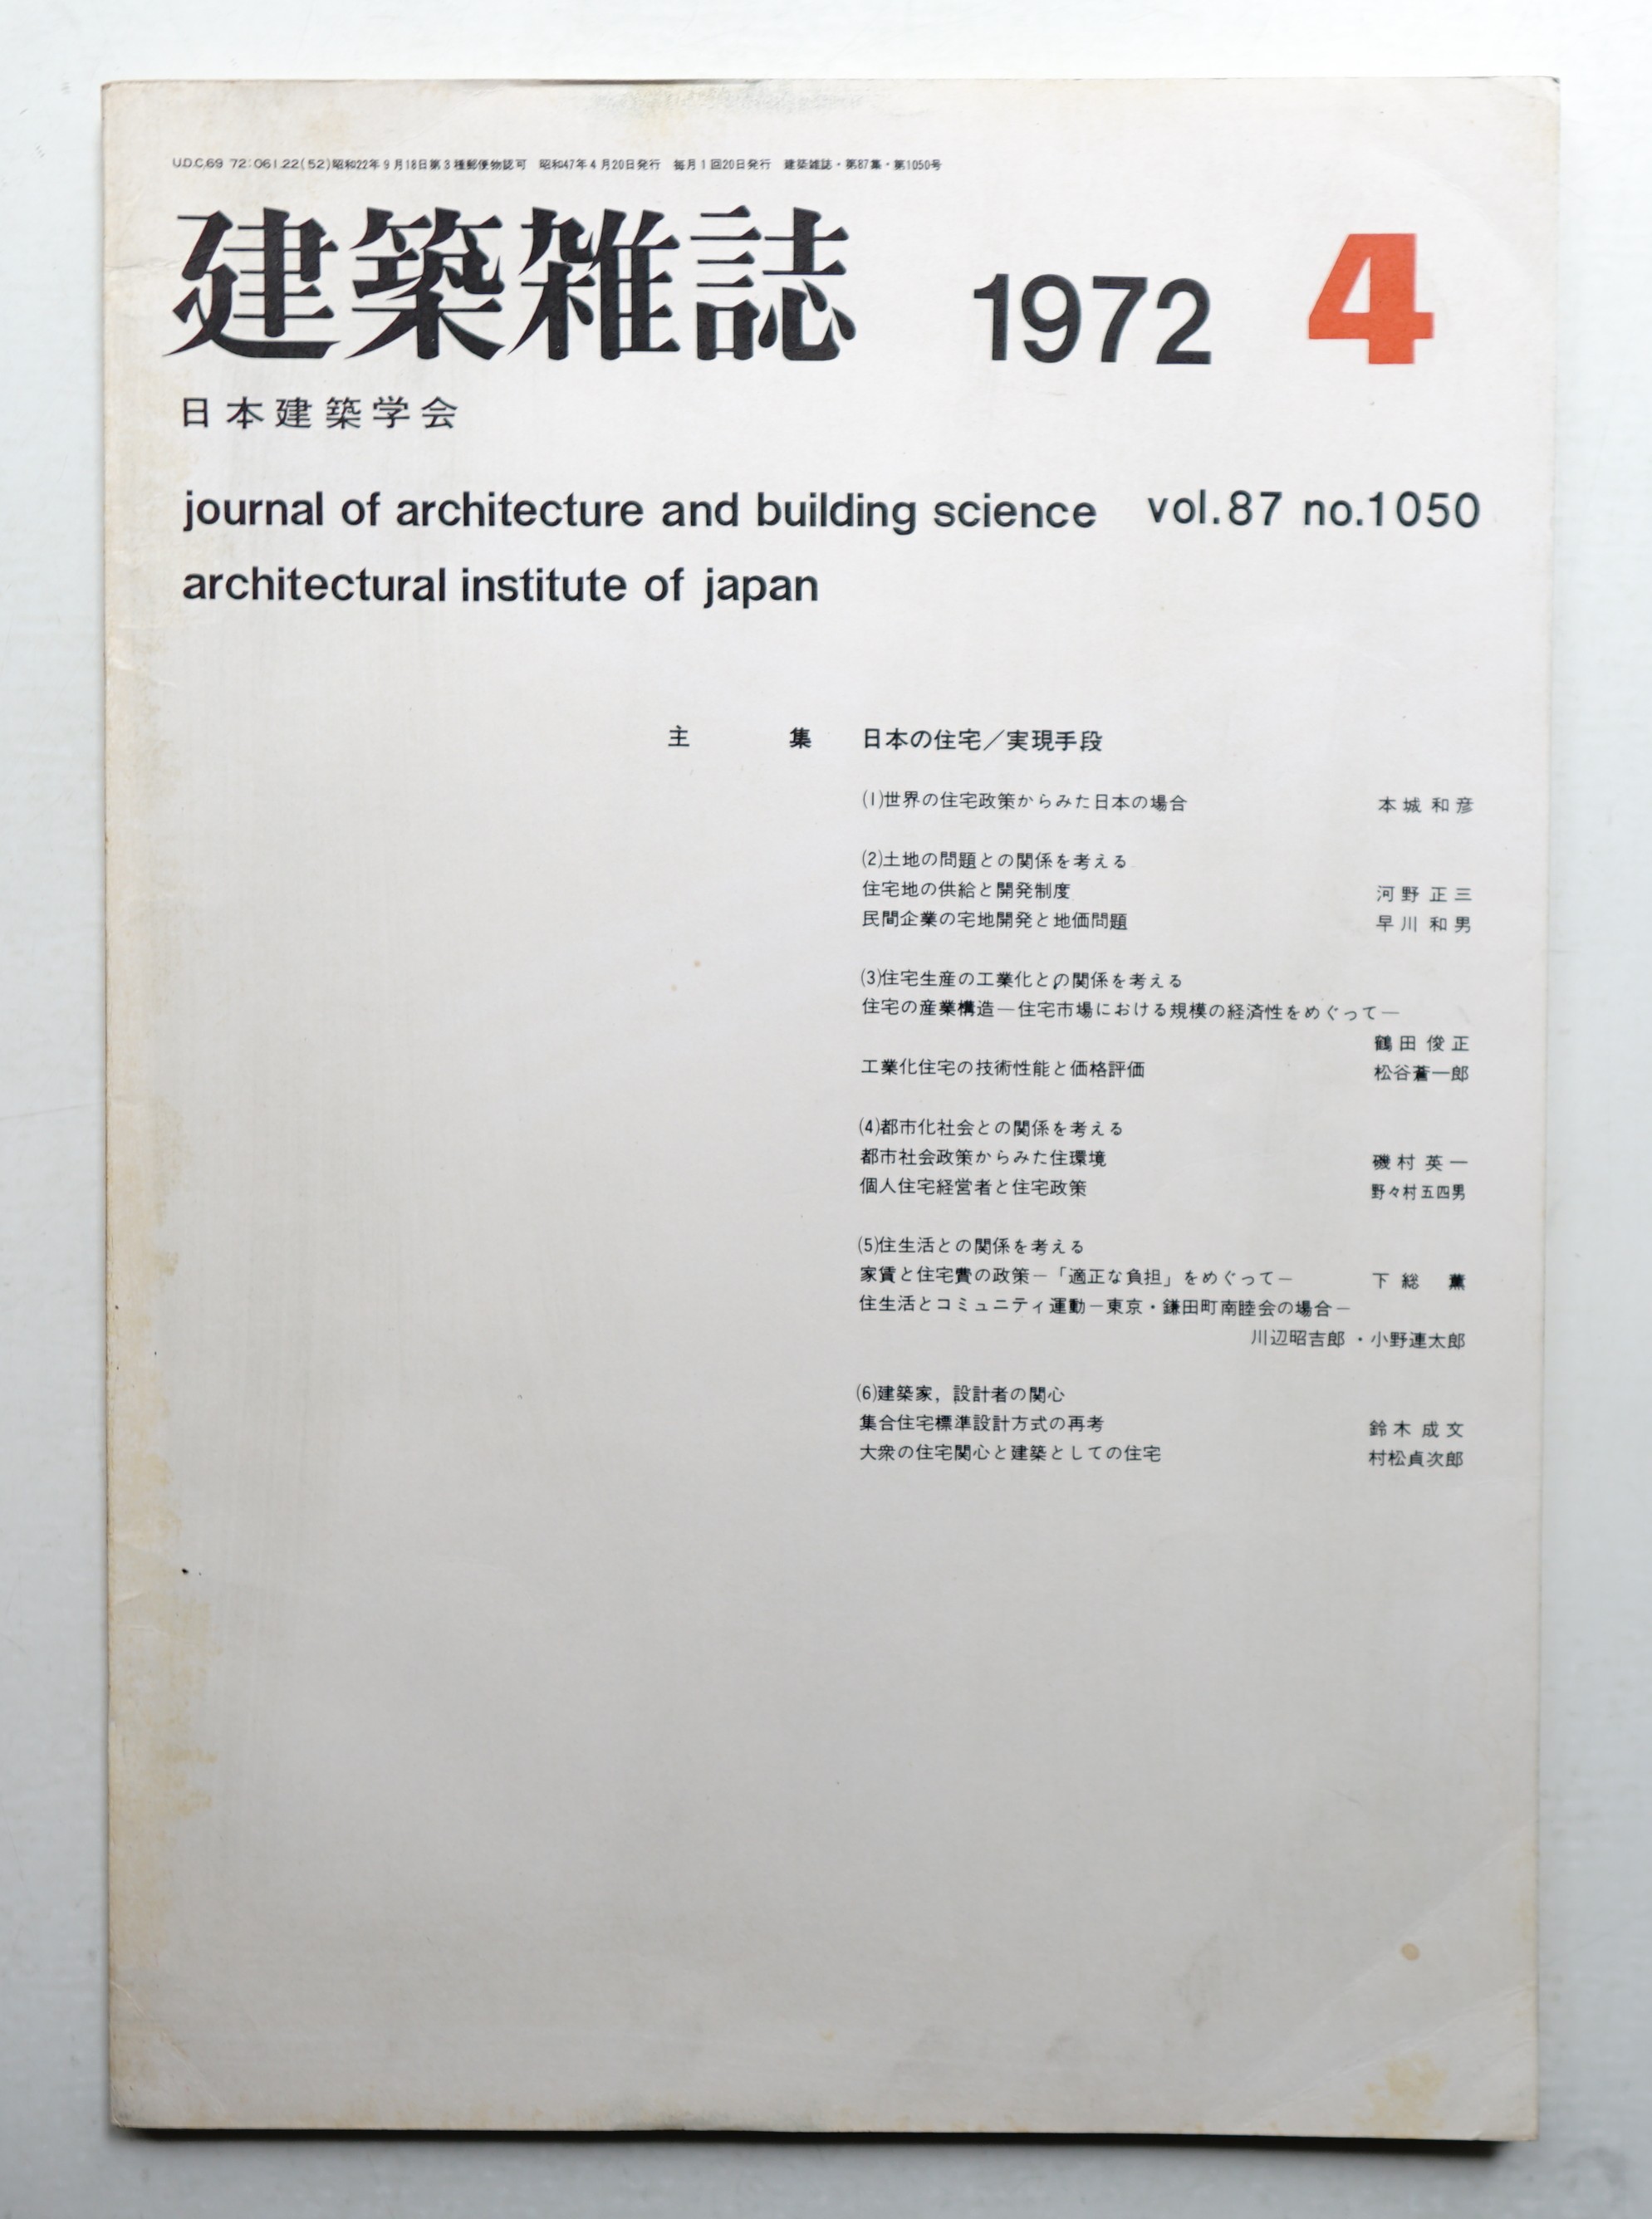 U.D.C.69 72:061.22(52)昭和22年9月18日第3種郵便物認可 昭和47年4月20日発行 毎月1回20日発行 建築雑誌・第87集・第1050号
建築雑誌 1972 4
日本建築学会
journal of architecture and building science vol.87 no.1050
architectural institute of japan
主 集 日本の住宅／実現手段
(1)世界の住宅政策からみた日本の場合 本城和彦
(2)土地の問題との関係を考える
住宅地の供給と開発制度 河野正三
民間企業の宅地開発と地価問題 早川和男
(3)住宅生産の工業化との関係を考える
住宅の産業構造―住宅市場における規模の経済性をめぐって―
鶴田俊正
工業化住宅の技術性能と価格評価 松谷蒼一郎
(4)都市化社会との関係を考える
都市社会政策からみた住環境 磯村英一
個人住宅経営者と住宅政策 野々村五四男
(5)住生活との関係を考える
家賃と住宅費の政策―「適正な負担」をめぐって― 下総薫
住生活とコミュニティ運動―東京・鎌田町南睦会の場合―
川辺昭吉郎・小野連太郎
(6)建築家，設計者の関心
集合住宅標準設計方式の再考 鈴木成文
大衆の住宅関心と建築としての住宅 村松貞次郎